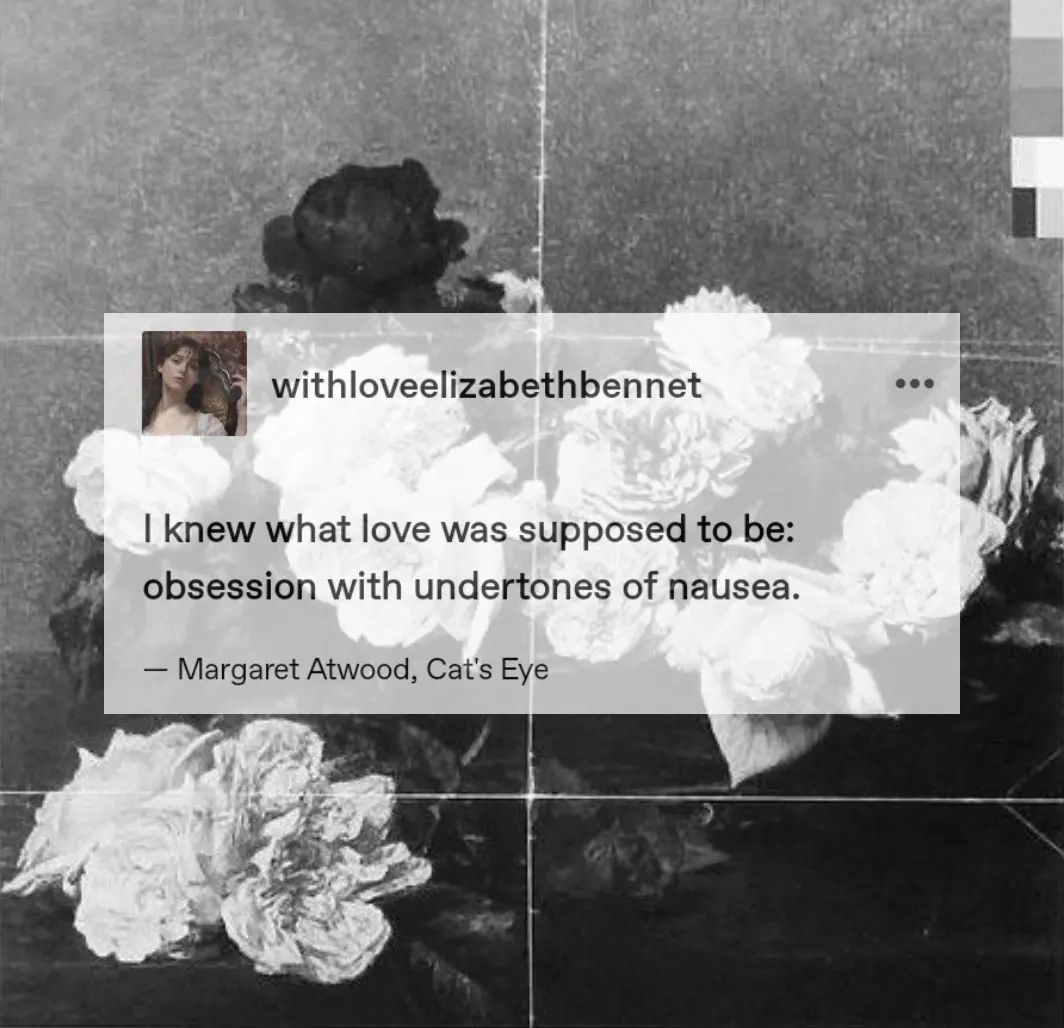 withloveelizabethbennet
I knew what love was supposed to be:
obsession with undertones of nausea.
— Margaret Atwood, Cat's Eye